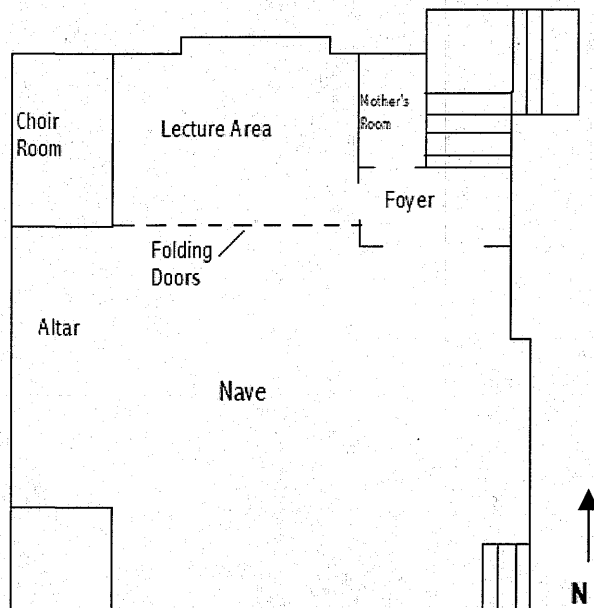 Choir
Room
Lecture Area
Mother's
Room
Foyer
Folding
Doors
Altar
Nave
N